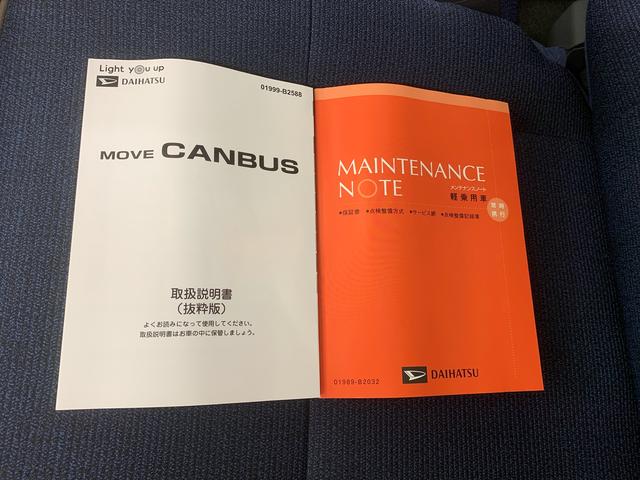 Light you up
DAIHATSU
01999-B2588
MOVE CANBUS
取扱説明書
（抜粋版）
よくお読みになって使用してください。
取扱説明書はお車の中に保管しましょう。
MAINTENANCE
NOTE
メンテナンスノート
軽乗用車
常時
携行
●保証書 ●点検整備方式 ●サービス網 ●点検整備記録簿
01989-B2032
DAIHATSU